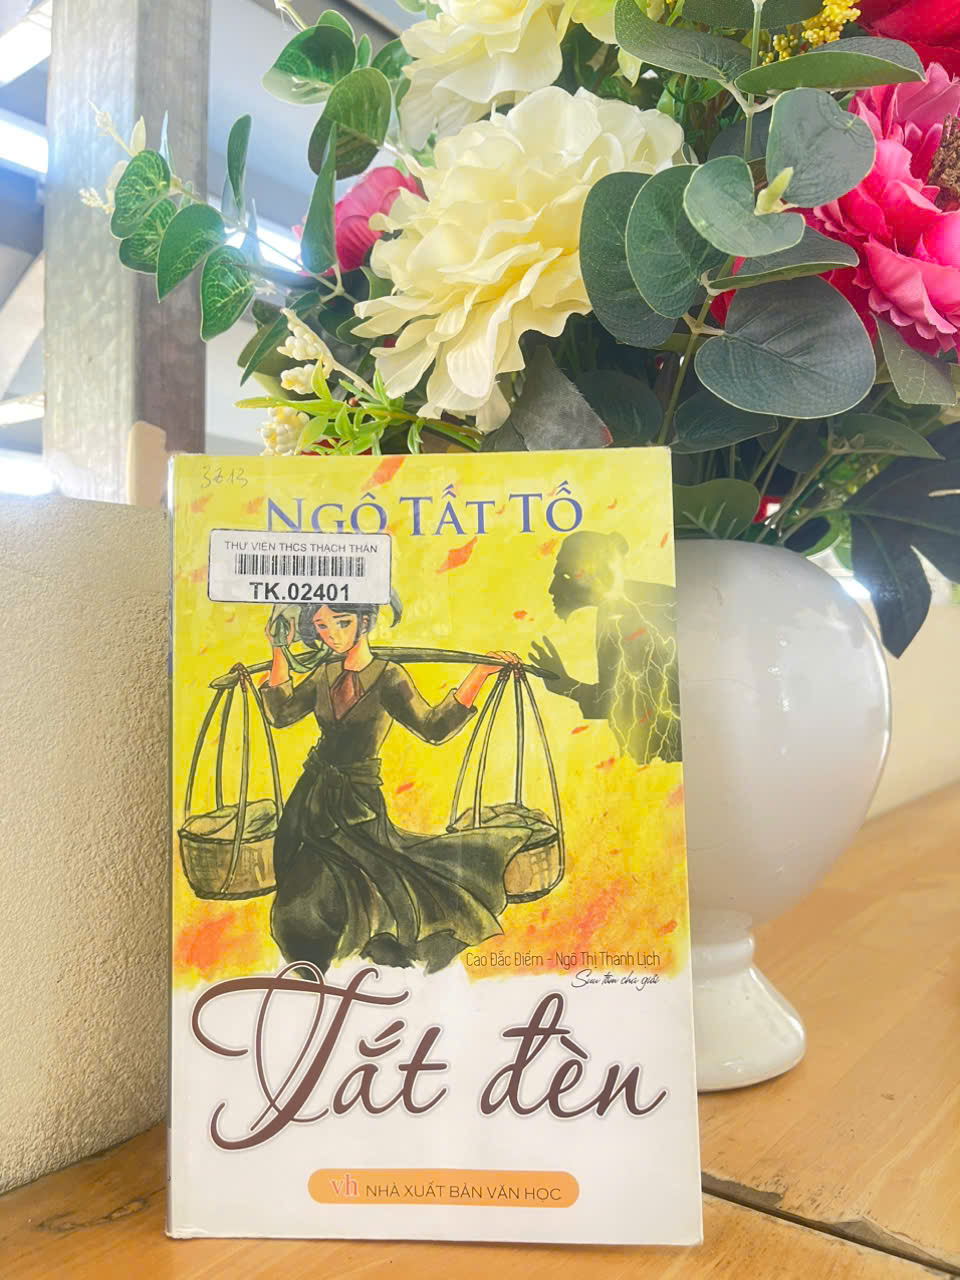 3213
NGÔ TẤT TỐ
THƯ VIỆN THCS THẠCH THÁN
TK.02401
Cao Đắc Điểm - Ngô Thị Thanh Lịch
Sưu tầm chú giải
Tắt đèn
vh NHÀ XUẤT BẢN VĂN HỌC